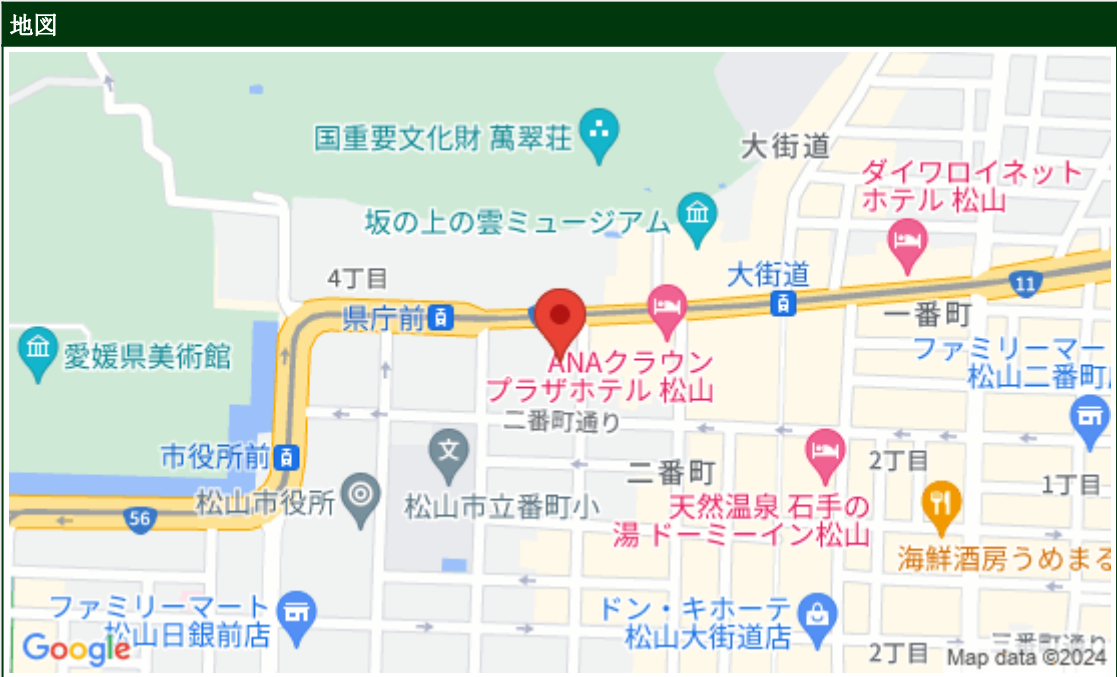 地図
国重要文化財 萬翠荘
大街道
ダイワロイネット
ホテル 松山
坂の上の雲ミュージアム
4丁目
大街道
11
県庁前
一番町
愛媛県美術館
ANAクラウン
プラザホテル 松山
ファミリーマー
松山二番町
二番町通り
市役所前
二番町
2丁目
1丁目
松山市役所
松山市立番町小
天然温泉 石手の
湯 ドーミーイン松山
56
海鮮酒房うめまる
ファミリーマート
松山日銀前店
ドン・キホーテ
松山大街道店
三番町通り
2丁目
Google
Map data ©2024